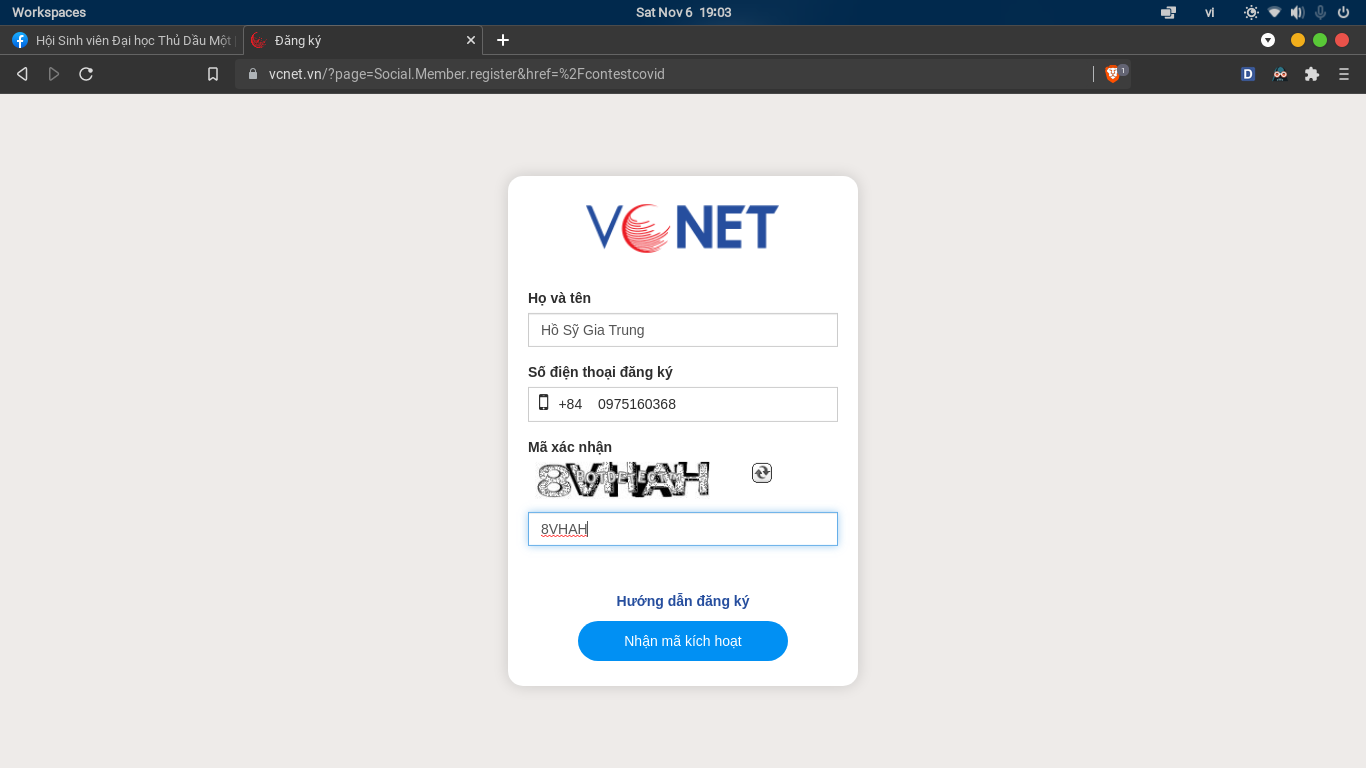 Workspaces
Sat Nov 6 19:03
vi
Hội Sinh viên Đại học Thủ Dầu Một
Đăng ký
vcnet.vn/?page=Social.Member.register&href=%2Fcontestcovid
1
D
VCNET
Họ và tên
Hồ Sỹ Gia Trung
Số điện thoại đăng ký
+84 0975160368
Mã xác nhận
8VHAH
8VHAH
Hướng dẫn đăng ký
Nhận mã kích hoạt